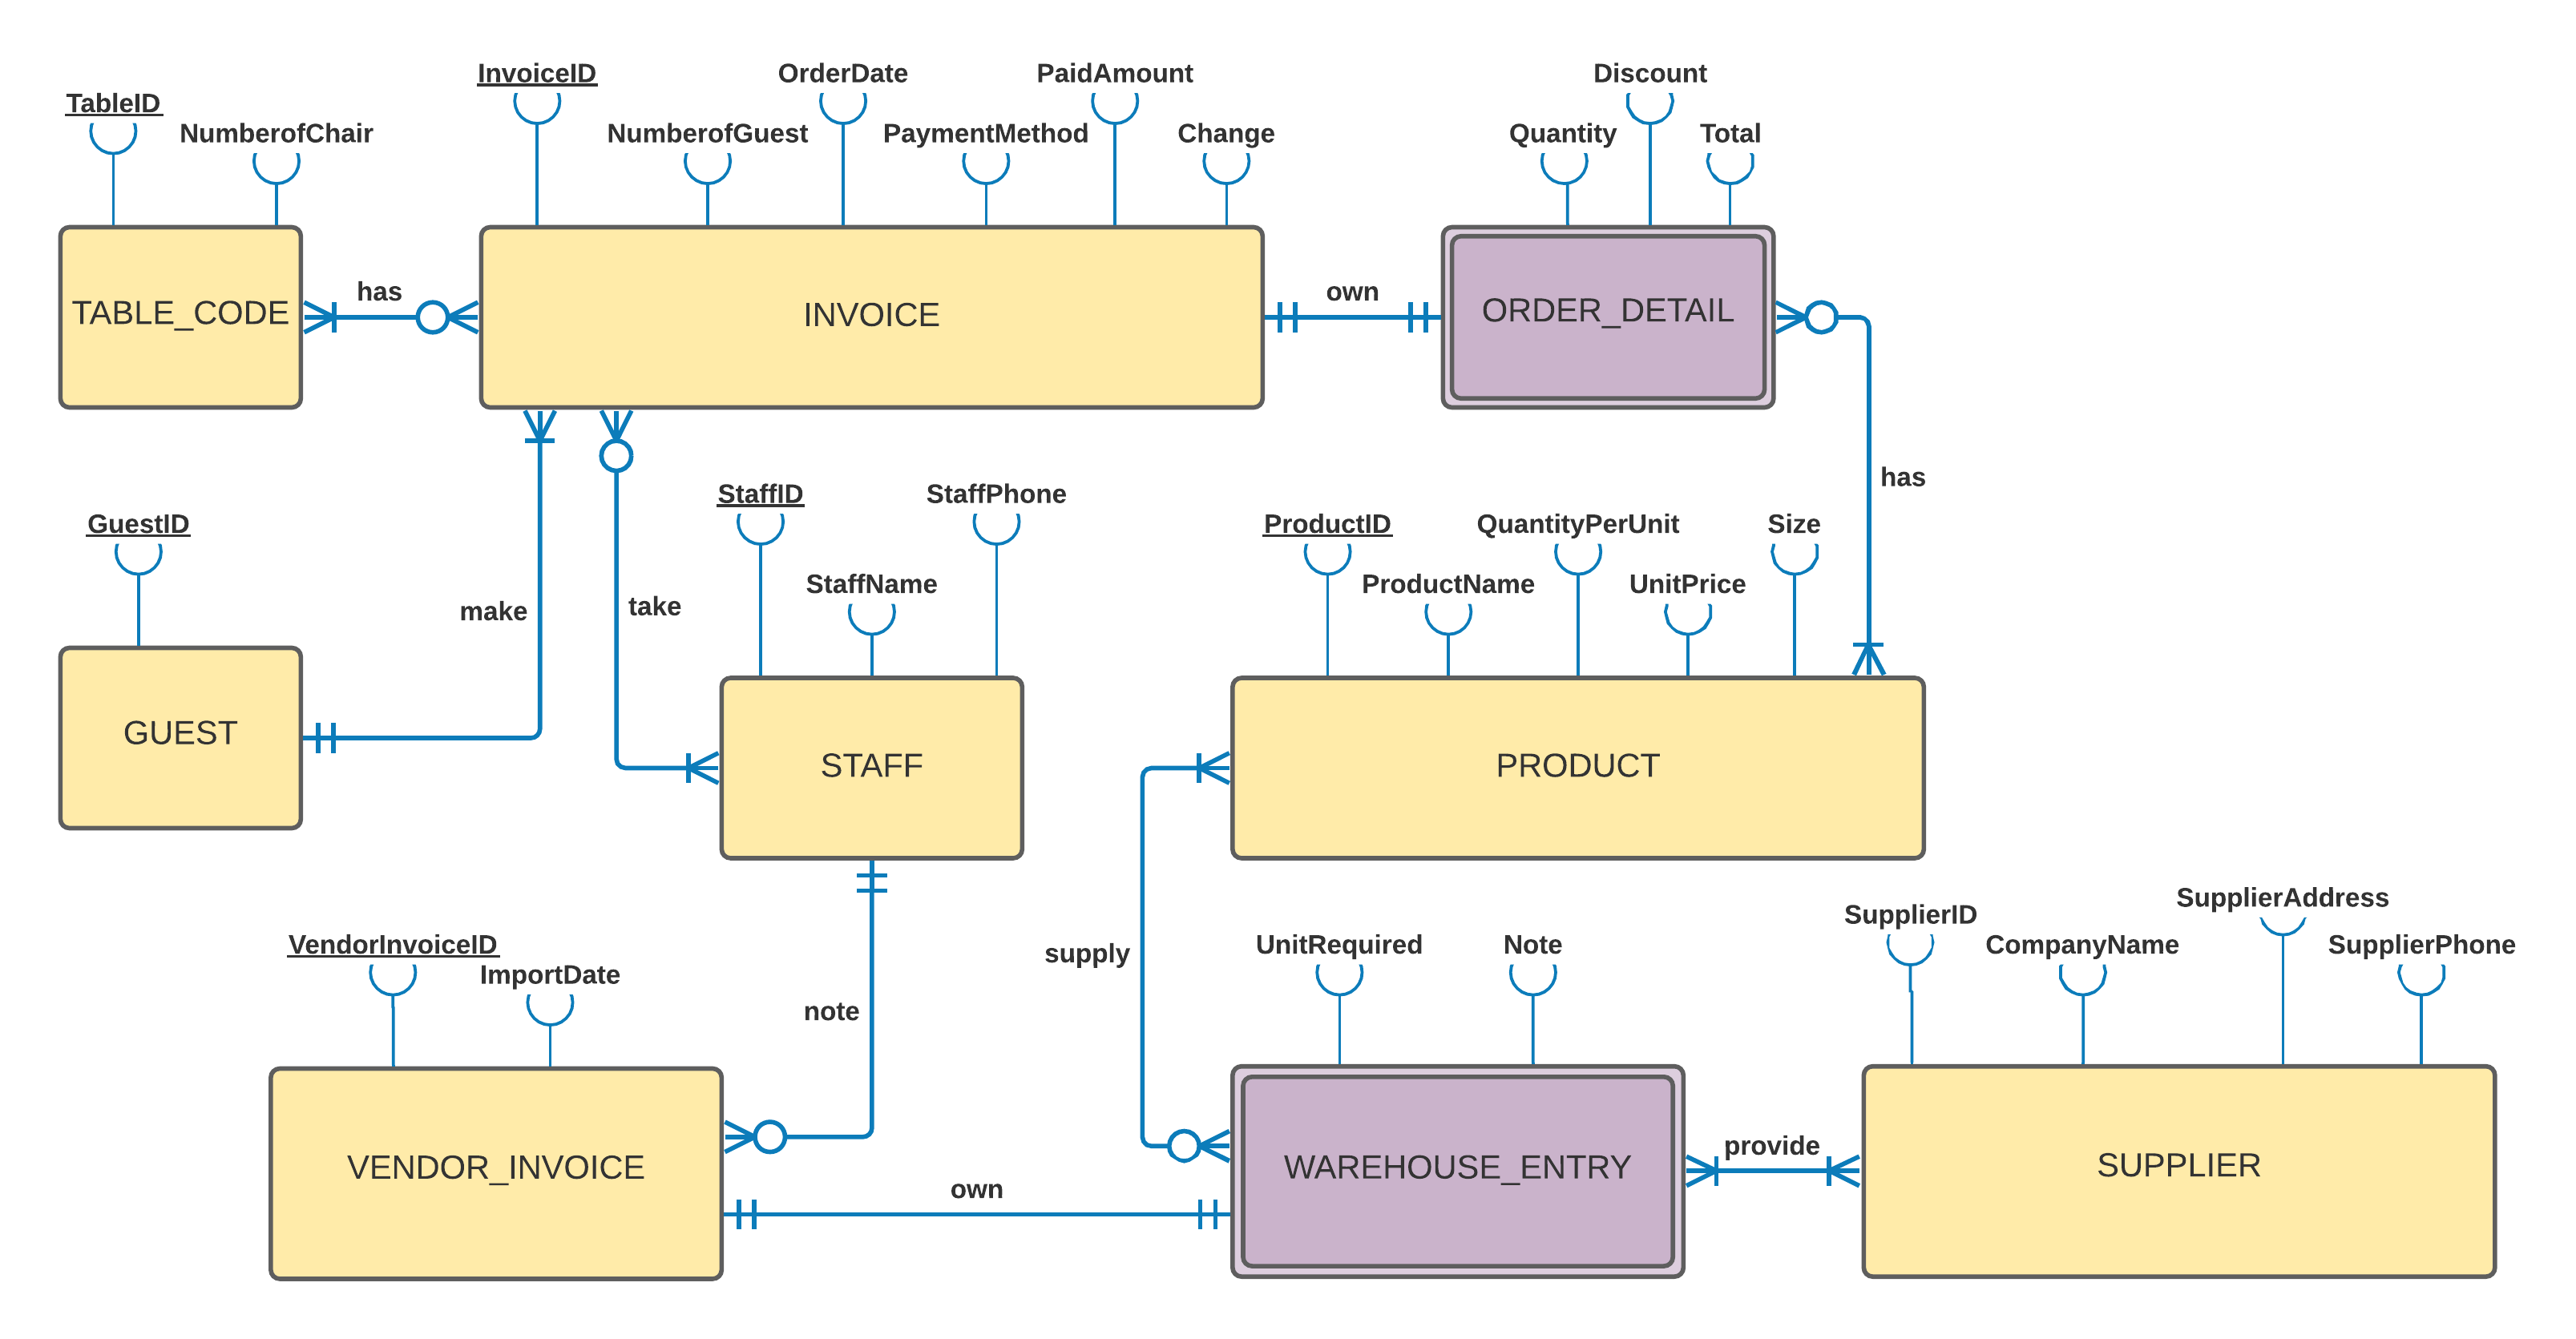 TableID
NumberofChair
InvoiceID
NumberofGuest
OrderDate
PaymentMethod
PaidAmount
Change
Quantity
Discount
Total
TABLE_CODE
has
INVOICE
own
ORDER_DETAIL
has
make
take
GuestID
GUEST
StaffID
StaffName
StaffPhone
STAFF
ProductID
ProductName
QuantityPerUnit
UnitPrice
Size
PRODUCT
note
supply
VendorInvoiceID
ImportDate
VENDOR_INVOICE
own
UnitRequired
Note
WAREHOUSE_ENTRY
provide
SupplierID
CompanyName
SupplierAddress
SupplierPhone
SUPPLIER